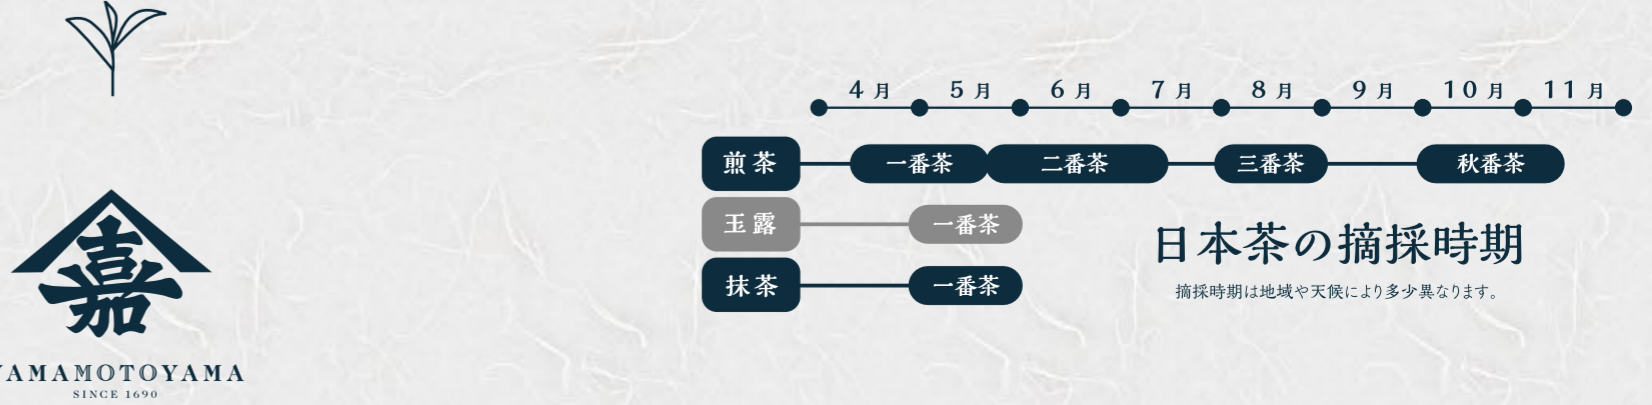 4月 5月 6月 7月 8月 9月 10月 11月
煎茶 一番茶 二番茶 三番茶 秋番茶
玉露 一番茶
抹茶 一番茶
日本茶の摘採時期
摘採時期は地域や天候により多少異なります。
嘉
YAMAMOTOYAMA
SINCE 1690